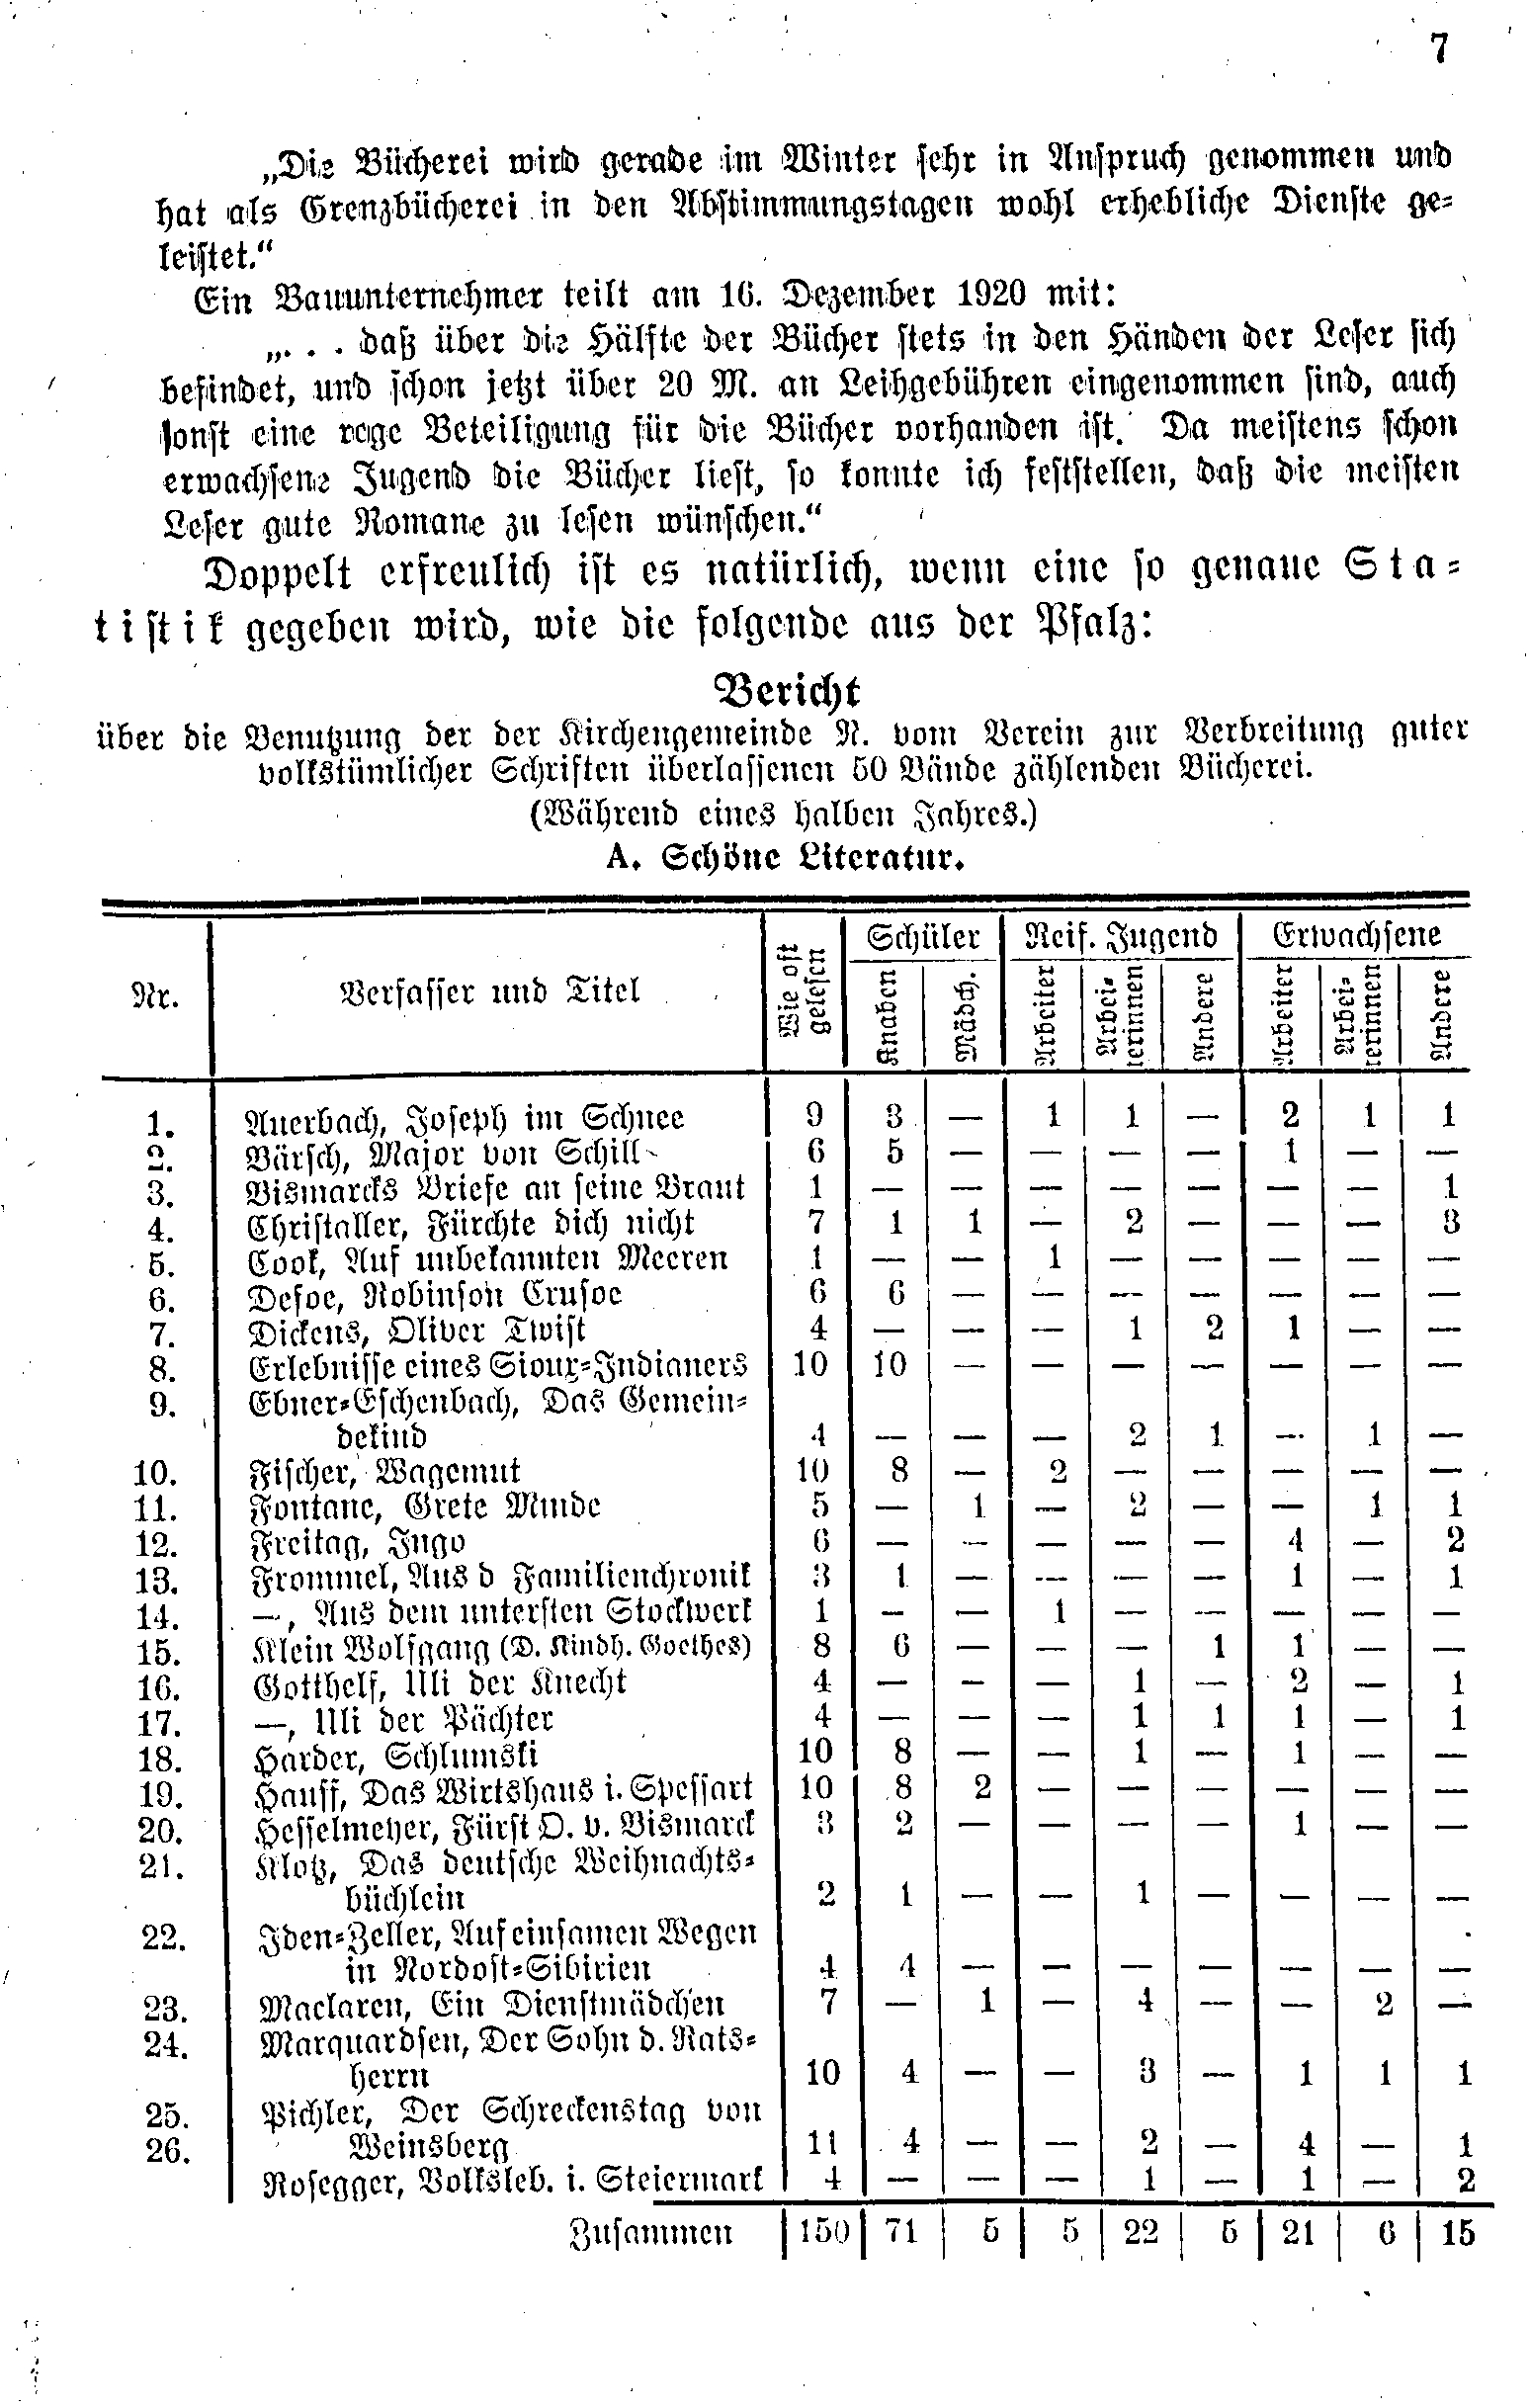 7
„Die Bücherei wird gerade im Winter sehr in Anspruch genommen und
hat als Grenzbücherei in den Abstimmungstagen wohl erhebliche Dienste ge-
leistet.“
Ein Bauunternehmer teilt am 16. Dezember 1920 mit:
„. . . daß über die Hälfte der Bücher stets in den Händen der Leser sich
befindet, und schon jetzt über 20 M. an Leihgebühren eingenommen sind, auch
sonst eine rege Beteiligung für die Bücher vorhanden ist. Da meistens schon
erwachsene Jugend die Bücher liest, so konnte ich feststellen, daß die meisten
Leser gute Romane zu lesen wünschen.“
Doppelt erfreulich ist es natürlich, wenn eine so genaue Sta-
tistik gegeben wird, wie die folgende aus der Pfalz:
Bericht
über die Benutzung der der Kirchengemeinde N. vom Verein zur Verbreitung guter
volkstümlicher Schriften überlassenen 50 Bände zählenden Bücherei.
(Während eines halben Jahres.)
A. Schöne Literatur.
Nr. | Verfasser und Titel | Wie oft gelesen | Schüler | Reif. Jugend | Erwachsene
Knaben | Mädch. | Arbeiter | Arbei-terinnen | Andere | Arbeiter | Arbei-terinnen | Andere
1. Auerbach, Joseph im Schnee 9 3 — 1 1 — 2 1 1
2. Bärsch, Major von Schill 6 5 — — — — 1 — —
3. Bismarcks Briefe an seine Braut 1 — — — — — — — 1
4. Christaller, Fürchte dich nicht 7 1 1 — 2 — — — 3
5. Cook, Auf unbekannten Meeren 1 — — 1 — — — — —
6. Defoe, Robinson Crusoe 6 6 — — — — — — —
7. Dickens, Oliver Twist 4 — — — 1 2 1 — —
8. Erlebnisse eines Sioux-Indianers 10 10 — — — — — — —
9. Ebner-Eschenbach, Das Gemein-
dekind 4 — — — 2 1 — 1 —
10. Fischer, Wagemut 10 8 — 2 — — — — —
11. Fontane, Grete Minde 5 — 1 — 2 — — 1 1
12. Freitag, Ingo 6 — — — — — 4 — 2
13. Frommel, Aus d Familienchronik 3 1 — — — — 1 — 1
14. —, Aus dem untersten Stockwerk 1 — — 1 — — — — —
15. Klein Wolfgang (D. Kindh. Goethes) 8 6 — — — 1 1 — —
16. Gotthelf, Uli der Knecht 4 — — — 1 — 2 — 1
17. —, Uli der Pächter 4 — — — 1 1 1 — 1
18. Harder, Schlumski 10 8 — — 1 — 1 — —
19. Hauff, Das Wirtshaus i. Spessart 10 8 2 — — — — — —
20. Hesselmeyer, Fürst O. v. Bismarck 3 2 — — — — 1 — —
21. Klotz, Das deutsche Weihnachts-
büchlein 2 1 — — 1 — — — —
22. Iden-Zeller, Auf einsamen Wegen
in Nordost-Sibirien 4 4 — — — — — — —
23. Maclaren, Ein Dienstmädchen 7 — 1 — 4 — — 2 —
24. Marquardsen, Der Sohn d. Rats-
herrn 10 4 — — 3 — 1 1 1
25. Pichler, Der Schreckenstag von
26. Weinsberg 11 4 — — 2 — 4 — 1
Rosegger, Volksleb. i. Steiermark 4 — — — 1 — 1 — 2
Zusammen 150 71 5 5 22 5 21 6 15